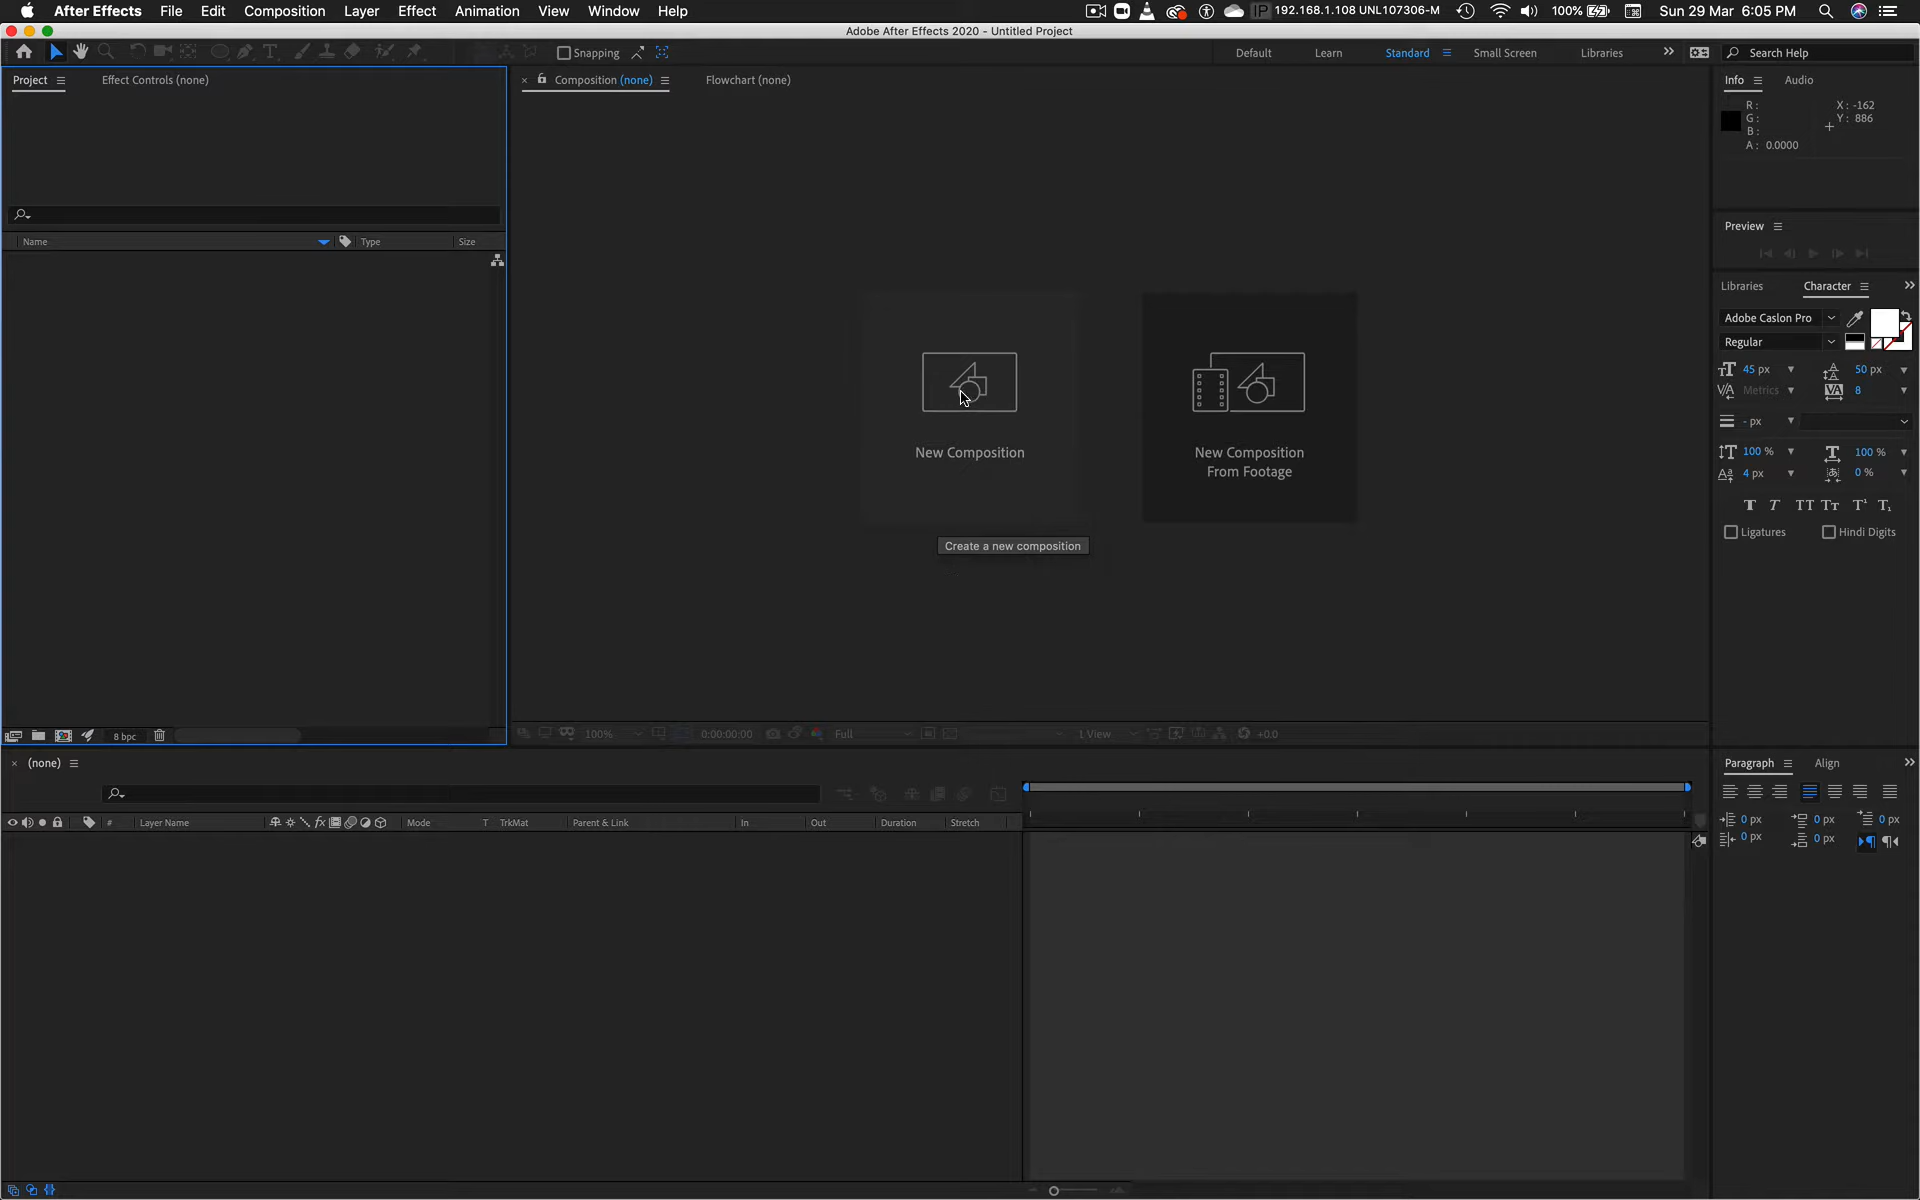 After Effects File Edit Composition Layer Effect Animation View Window Help 192.168.1.108 UNL107306-M 100% Sun 29 Mar 6:05 PM
Adobe After Effects 2020 - Untitled Project
Snapping Default Learn Standard Small Screen Libraries Search Help
Project Effect Controls (none) Composition (none) Flowchart (none) Info Audio
R: X: -162
G: Y: 886
B:
A: 0.0000
Preview
Name Type Size
Libraries Character
Adobe Caslon Pro
Regular
45 px 50 px
Metrics 8
- px
100 % 100 %
4 px 0 %
Ligatures Hindi Digits
New Composition
New Composition
From Footage
Create a new composition
8 bpc 100% 0:00:00:00 Full 1 View +0.0
(none) Paragraph Align
0 px 0 px 0 px
0 px 0 px
# Layer Name Mode T TrkMat Parent & Link In Out Duration Stretch